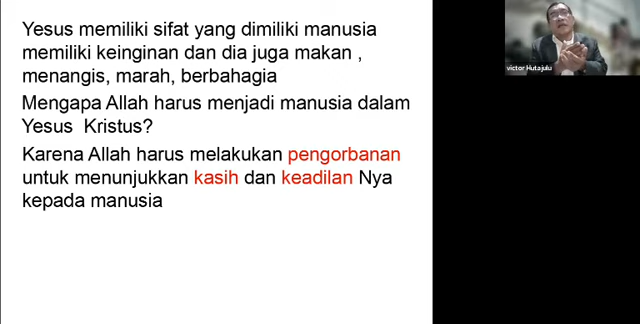 Yesus memiliki sifat yang dimiliki manusia
memiliki keinginan dan dia juga makan ,
menangis, marah, berbahagia
Mengapa Allah harus menjadi manusia dalam
Yesus Kristus?
Karena Allah harus melakukan pengorbanan
untuk menunjukkan kasih dan keadilan Nya
kepada manusia
victor Hutajulu